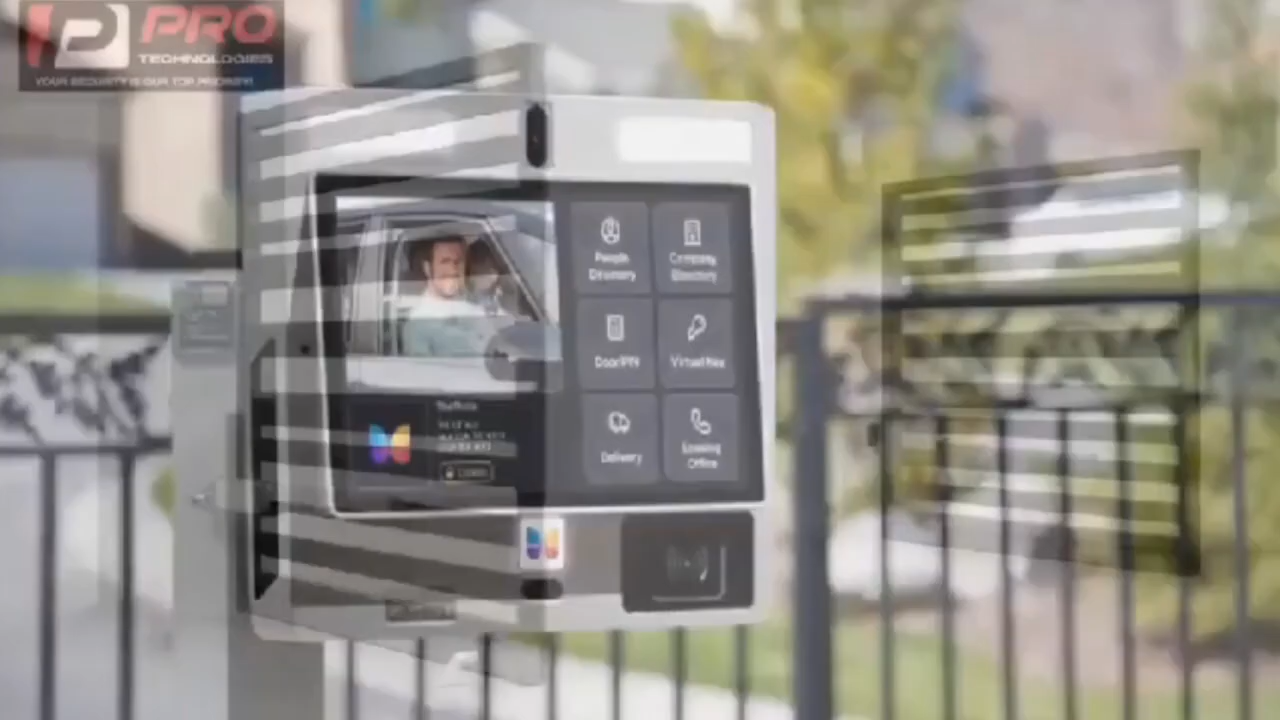 PRO
TECHNOLOGIES
YOUR SECURITY IS OUR TOP PRIORITY
People
Directory
Company
Directory
Door PIN
Virtual Key
Delivery
Leasing
Office